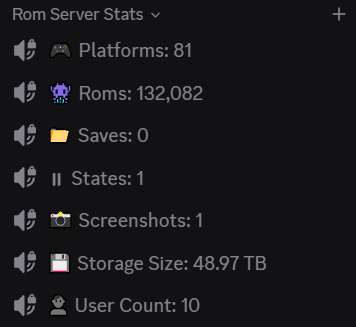 Rom Server Stats
Platforms: 81
Roms: 132,082
Saves: 0
States: 1
Screenshots: 1
Storage Size: 48.97 TB
User Count: 10